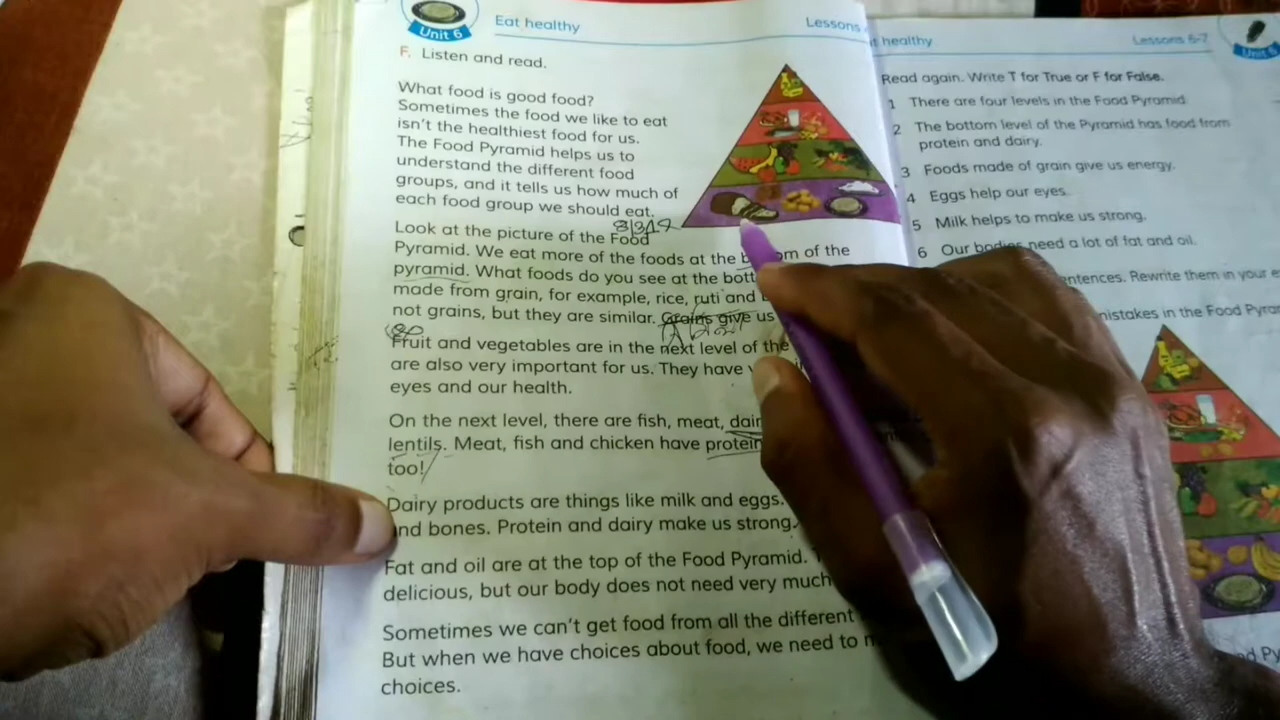 Unit 6
Eat healthy
Lessons
F. Listen and read.
What food is good food?
Sometimes the food we like to eat
isn't the healthiest food for us.
The Food Pyramid helps us to
understand the different food
groups, and it tells us how much of
each food group we should eat.
Look at the picture of the Food
Pyramid. We eat more of the foods at the of the
pyramid. What foods do you see at the
made from grain, for example, rice, ruti and
not grains, but they are similar. Grains give us
Fruit and vegetables are in the next level of the
are also very important for us. They have
eyes and our health.
On the next level, there are fish, meat,
lentils. Meat, fish and chicken have protein
too!
Dairy products are things like milk and eggs.
and bones. Protein and dairy make us strong.
Fat and oil are at the top of the Food Pyramid.
delicious, but our body does not need very much
Sometimes we can't get food from all the different
But when we have choices about food, we need to
choices.
healthy
Lessons 6-7
Read again. Write T for True or F for False.
1 There are four levels in the Food Pyramid.
2 The bottom level of the Pyramid has food from
protein and dairy.
3 Foods made of grain give us energy.
4 Eggs help our eyes.
5 Milk helps to make us strong.
6 Our bodies need a lot of fat and oil.
Rewrite them in your
in the Food